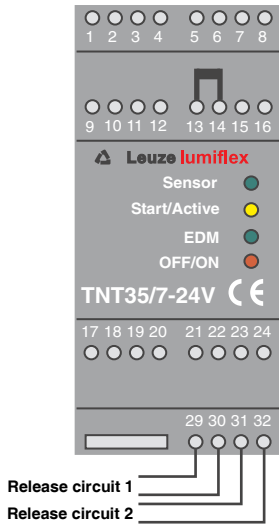 1 2 3 4 5 6 7 8
9 10 11 12 13 14 15 16
Leuze lumiflex
Sensor
Start/Active
EDM
OFF/ON
TNT35/7-24V CE
17 18 19 20 21 22 23 24
29 30 31 32
Release circuit 1
Release circuit 2